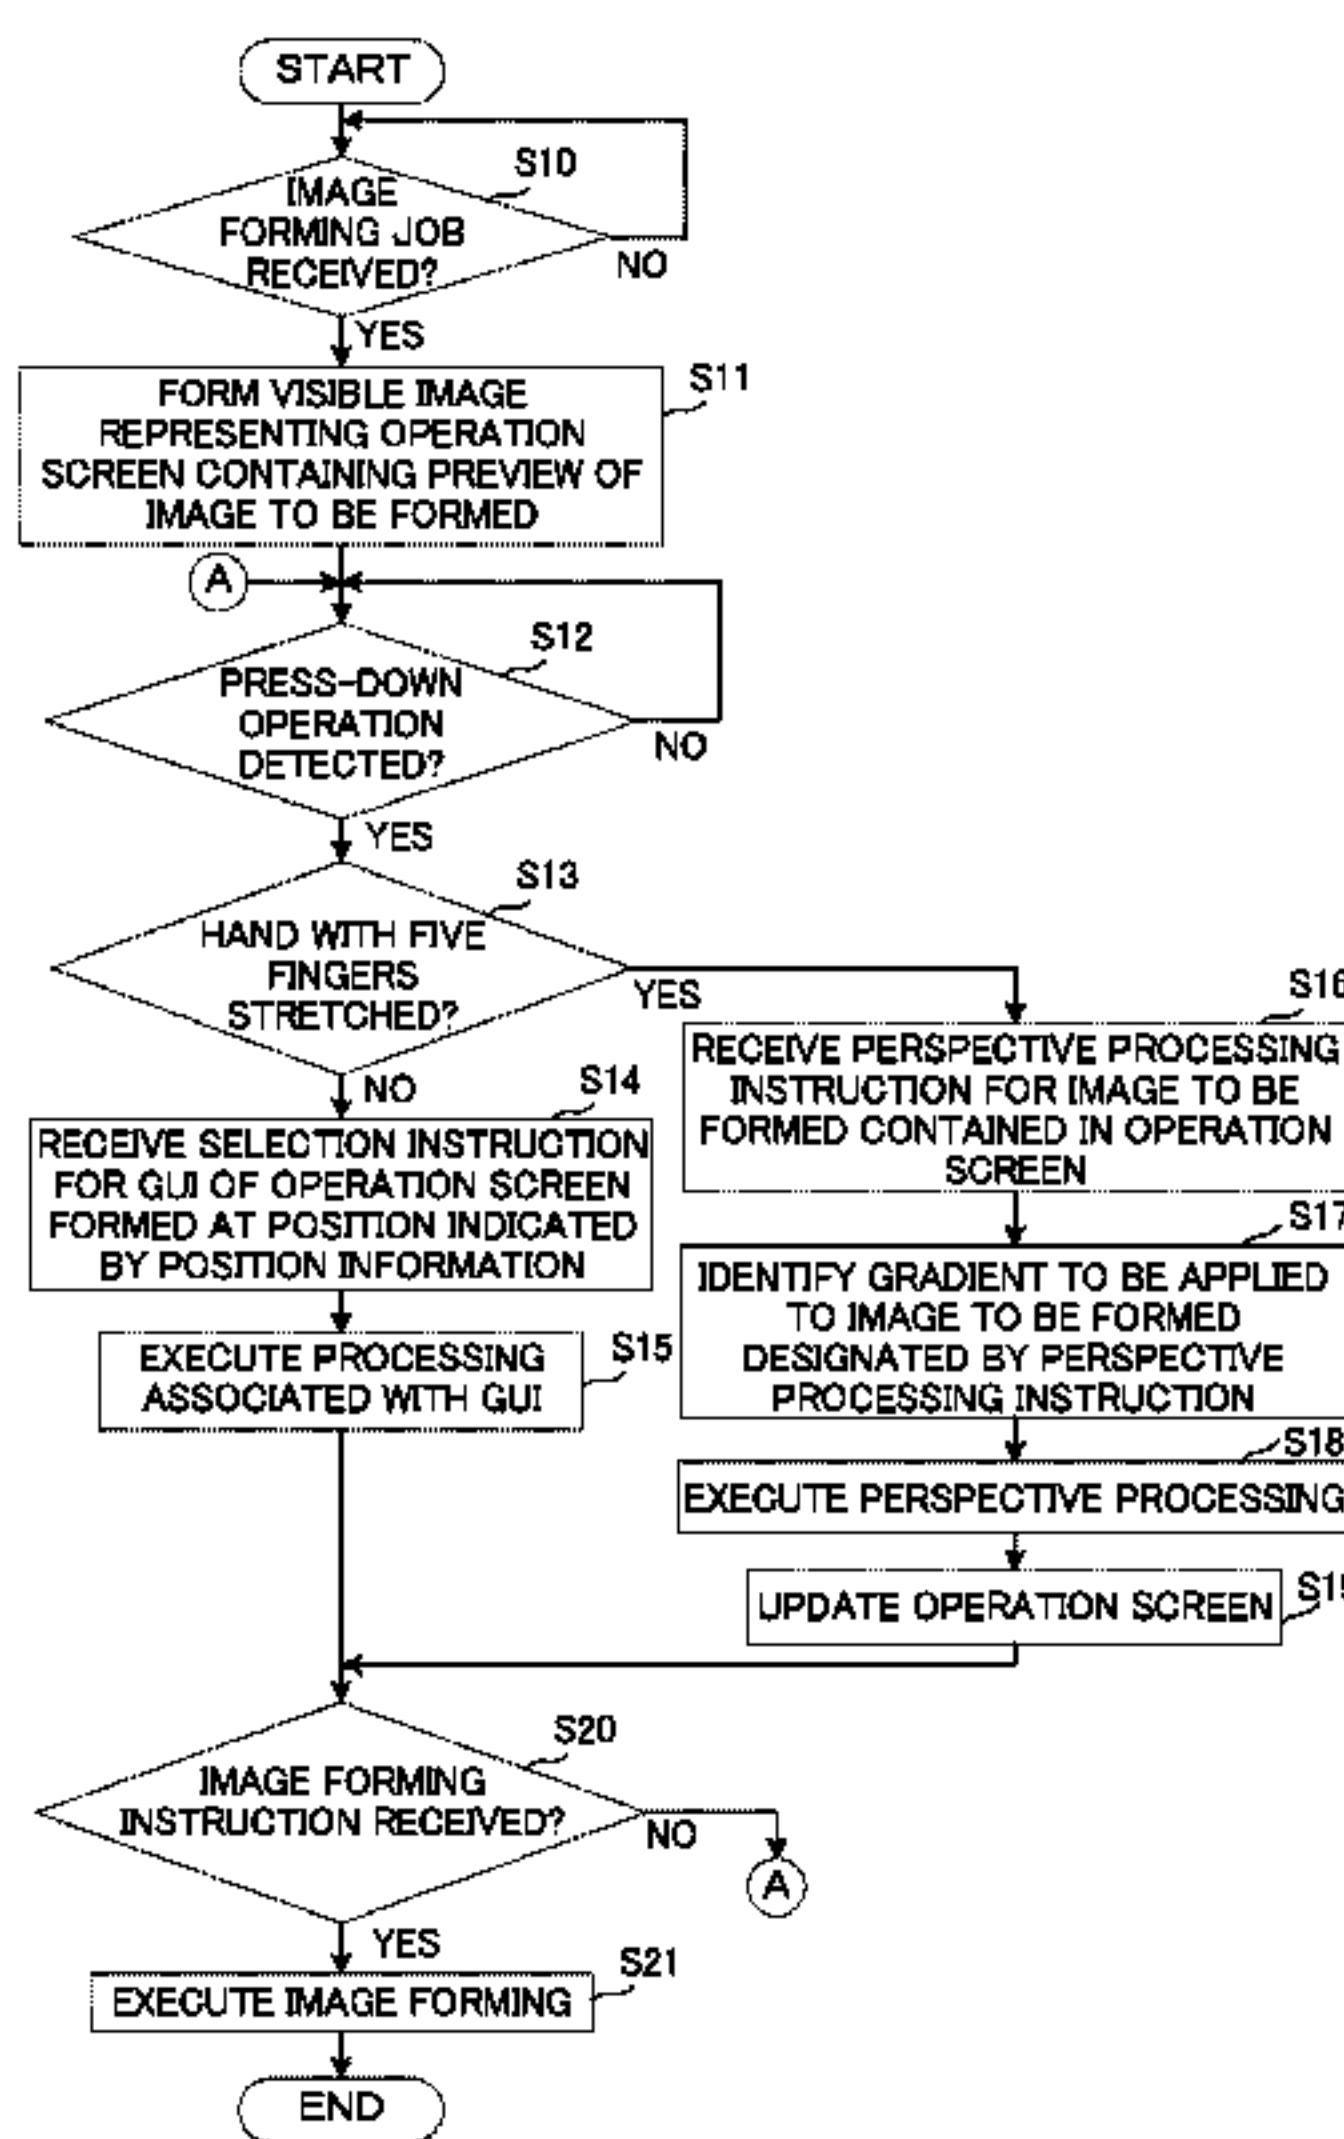 START
S10
IMAGE
FORMING JOB
RECEIVED?
NO
YES
S11
FORM VISIBLE IMAGE
REPRESENTING OPERATION
SCREEN CONTAINING PREVIEW OF
IMAGE TO BE FORMED
A
S12
PRESS-DOWN
OPERATION
DETECTED?
NO
YES
S13
HAND WITH FIVE
FINGERS
STRETCHED?
YES
NO
S14
RECEIVE SELECTION INSTRUCTION
FOR GUI OF OPERATION SCREEN
FORMED AT POSITION INDICATED
BY POSITION INFORMATION
S15
EXECUTE PROCESSING
ASSOCIATED WITH GUI
S16
RECEIVE PERSPECTIVE PROCESSING
INSTRUCTION FOR IMAGE TO BE
FORMED CONTAINED IN OPERATION
SCREEN
S17
IDENTIFY GRADIENT TO BE APPLIED
TO IMAGE TO BE FORMED
DESIGNATED BY PERSPECTIVE
PROCESSING INSTRUCTION
S18
EXECUTE PERSPECTIVE PROCESSING
S19
UPDATE OPERATION SCREEN
S20
IMAGE FORMING
INSTRUCTION RECEIVED?
NO
A
YES
S21
EXECUTE IMAGE FORMING
END